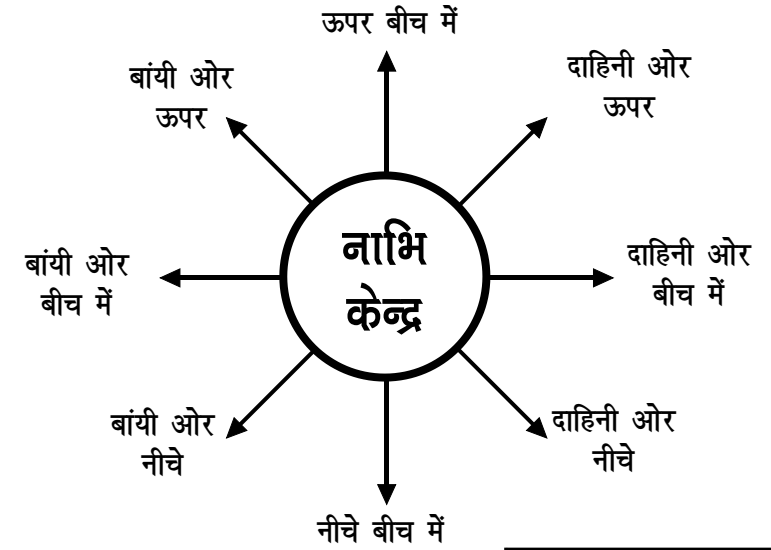 ऊपर बीच में
बांयी ओर
ऊपर
दाहिनी ओर
ऊपर
बांयी ओर
बीच में
नाभि
केन्द्र
दाहिनी ओर
बीच में
बांयी ओर
नीचे
दाहिनी ओर
नीचे
नीचे बीच में